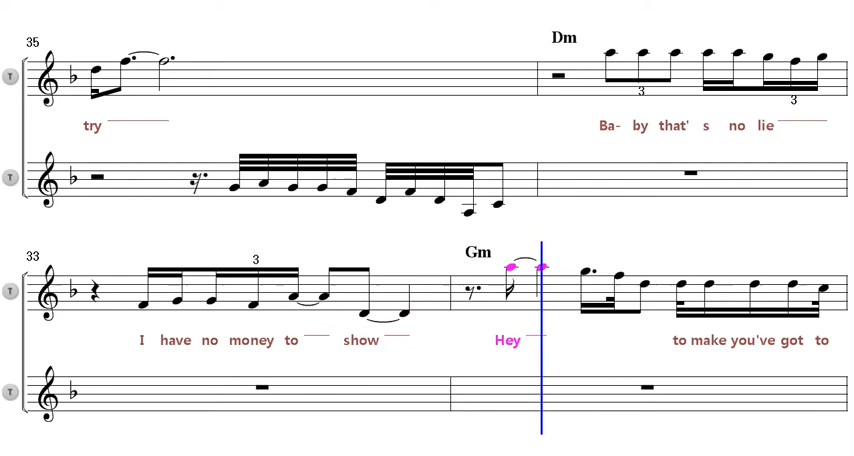 35
Dm
T
3
3
try
Ba- by that' s no lie
T
33
Gm
T
3
I have no money to show Hey to make you've got to
T